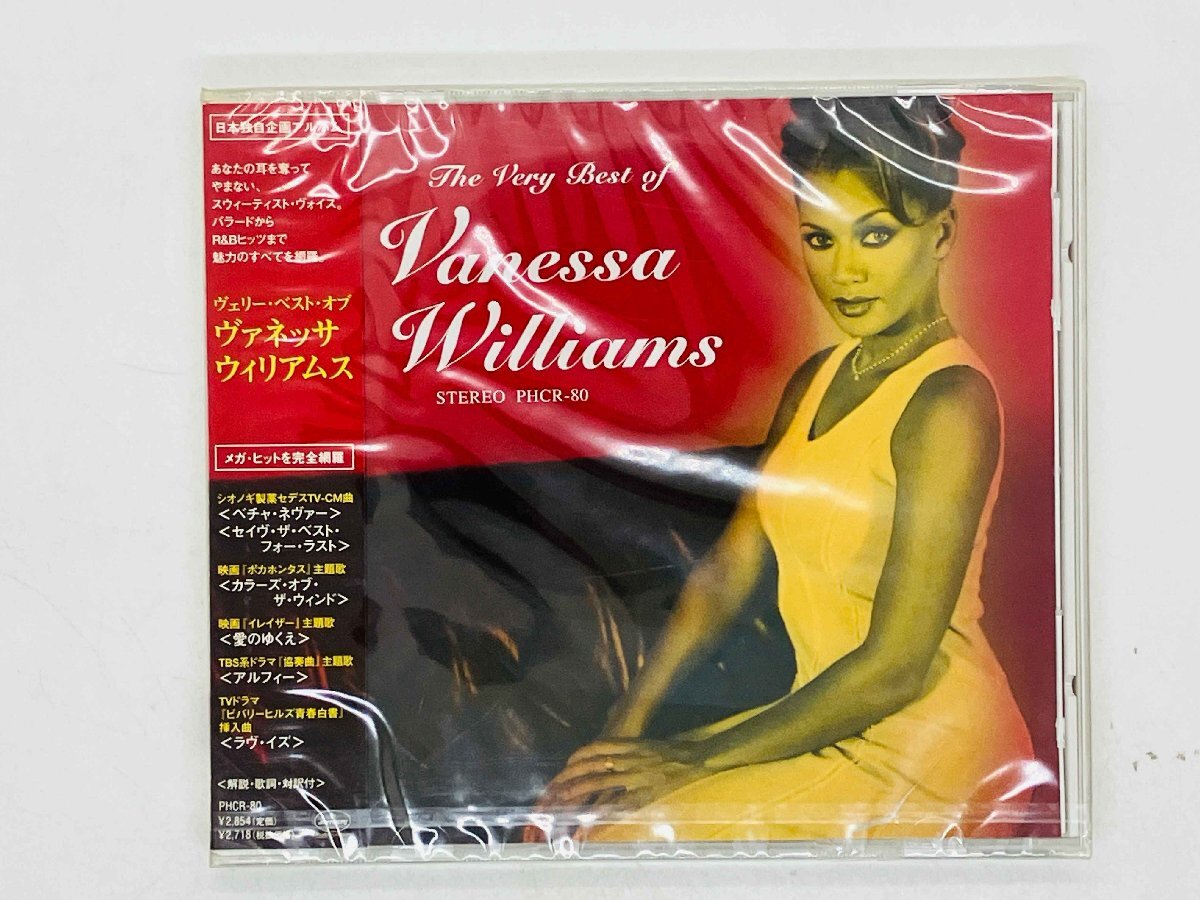 日本独自企画アルバム
あなたの耳を奪って
やまない、
スウィーティスト・ヴォイス。
バラードから
R&Bヒッツまで
魅力のすべてを網羅。
ヴェリー・ベスト・オブ
ヴァネッサ
ウィリアムス
メガ・ヒットを完全網羅
シオノギ製薬セデスTV-CM曲
<ベチャ・ネヴァー>
<セイヴ・ザ・ベスト・
フォー・ラスト>
映画『ポカホンタス』主題歌
<カラーズ・オブ・
ザ・ウィンド>
映画『イレイザー』主題歌
<愛のゆくえ>
TBS系ドラマ『協奏曲』主題歌
<アルフィー>
TVドラマ
『ビバリーヒルズ青春白書』
挿入曲
<ラヴ・イズ>
<解説・歌詞・対訳付>
PHCR-80
¥2,854(定価)
¥2,718(税抜価格)
The Very Best of
Vanessa
Williams
STEREO PHCR-80